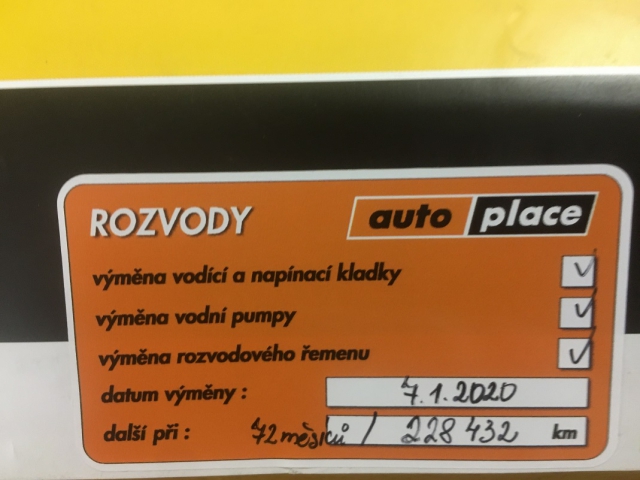 ROZVODY auto place
výměna vodící a napínací kladky ✓
výměna vodní pumpy ✓
výměna rozvodového řemenu ✓
datum výměny : 7.1.2020
další při : 72 měsíců / 228 432 km